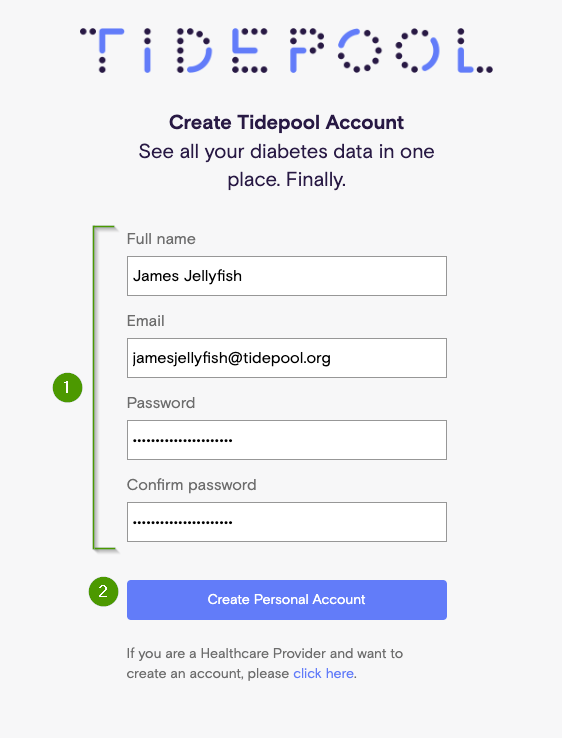 TIDEPOOL
Create Tidepool Account
See all your diabetes data in one
place. Finally.
Full name
James Jellyfish
Email
jamesjellyfish@tidepool.org
1
Password
••••••••••••••••••••••
Confirm password
••••••••••••••••••••••
2
Create Personal Account
If you are a Healthcare Provider and want to
create an account, please click here.